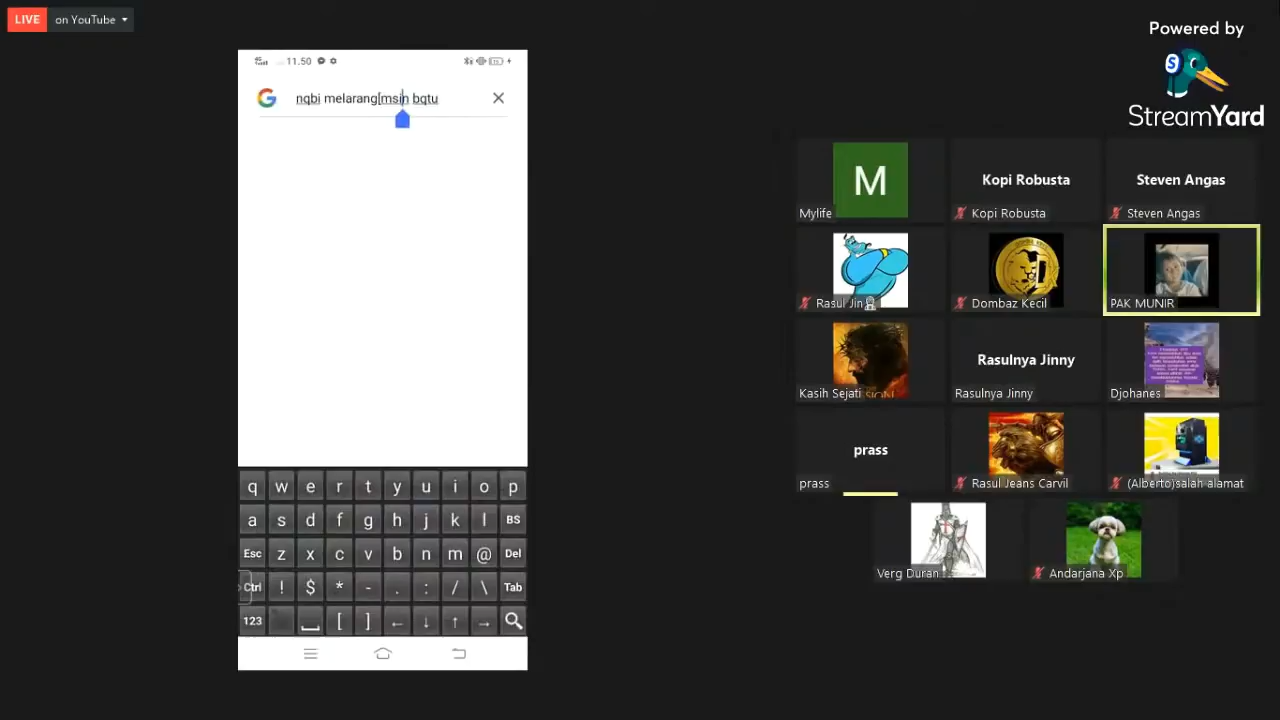 LIVE on YouTube
Powered by
StreamYard
11.50
nqbi melarang[msin bqtu
q w e r t y u i o p
a s d f g h j k l BS
Esc z x c v b n m @ Del
Ctrl ! $ * - . : / \ Tab
123 [ ] ← ↓ ↑ →
M
Mylife
Kopi Robusta
Kopi Robusta
Steven Angas
Steven Angas
Rasul Jin
Dombaz Kecil
PAK MUNIR
Kasih Sejati
Rasulnya Jinny
Rasulnya Jinny
Djohanes
prass
prass
Rasul Jeans Carvil
(Alberto)salah alamat
Verg Duran
Andarjana Xp